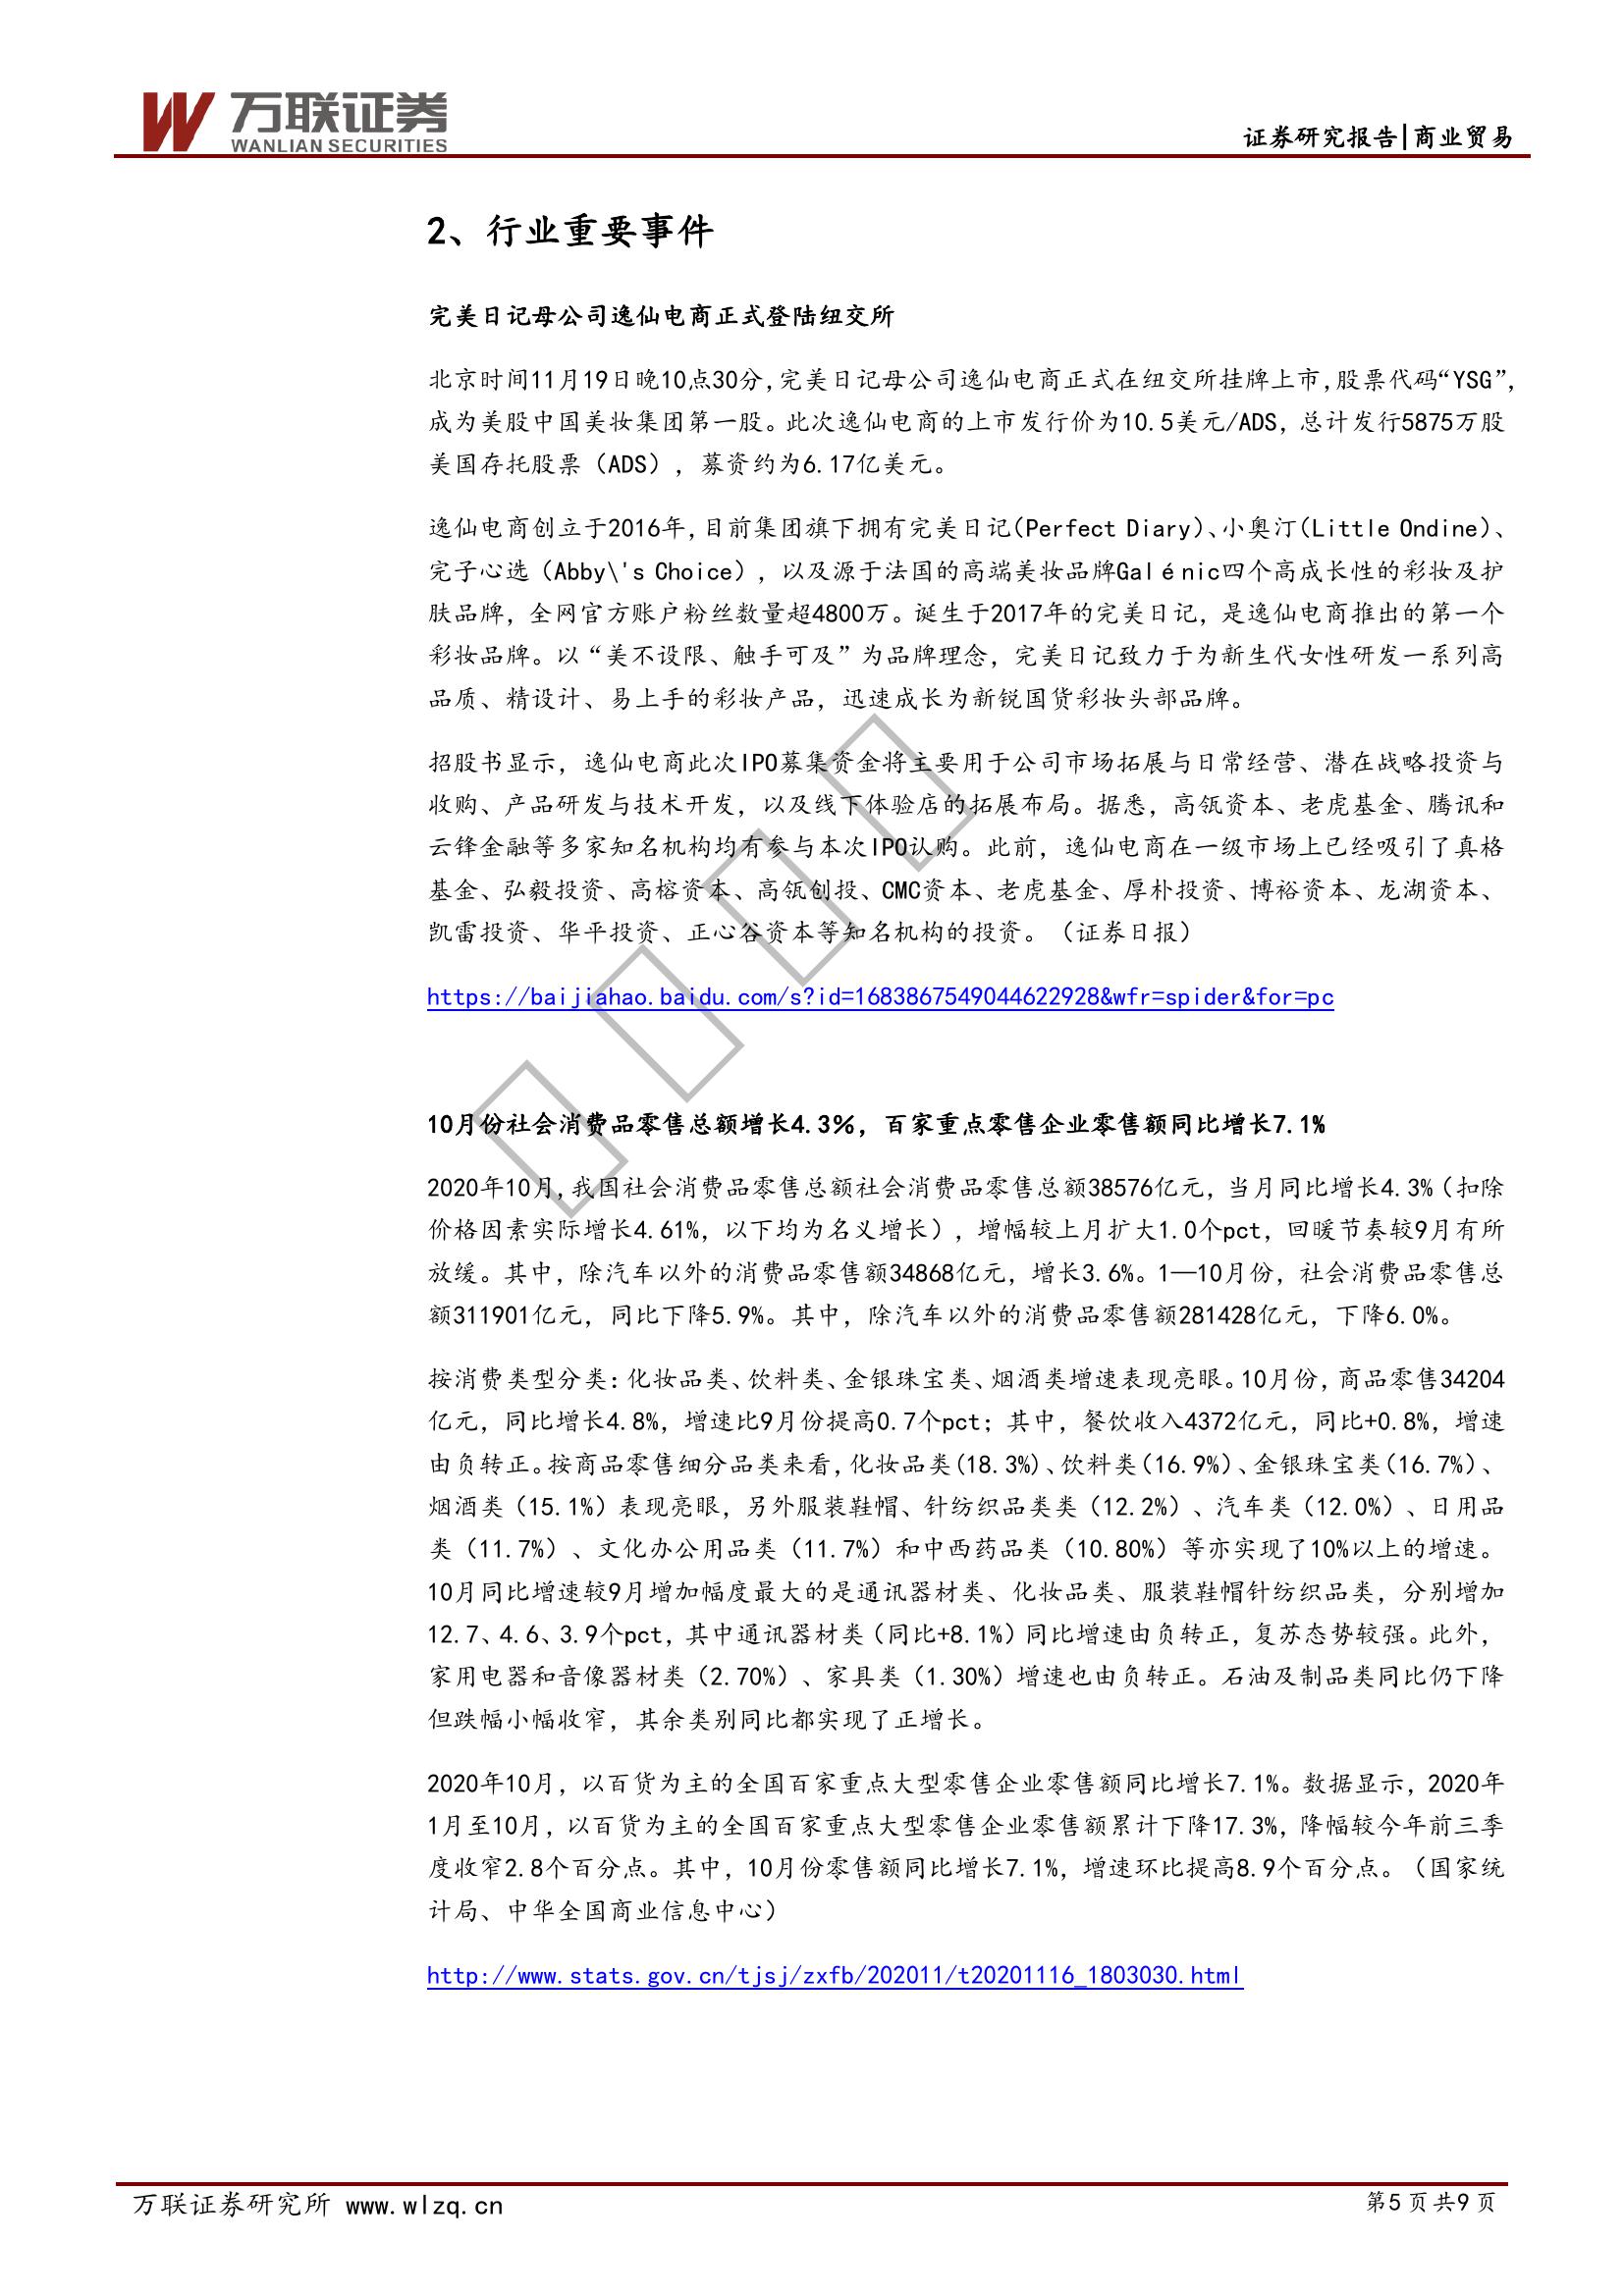 万联证券
WANLIAN SECURITIES
证券研究报告|商业贸易
2、行业重要事件
完美日记母公司逸仙电商正式登陆纽交所
北京时间11月19日晚10点30分，完美日记母公司逸仙电商正式在纽交所挂牌上市，股票代码“YSG”，
成为美股中国美妆集团第一股。此次逸仙电商的上市发行价为10.5美元/ADS，总计发行5875万股
美国存托股票（ADS），募资约为6.17亿美元。
逸仙电商创立于2016年，目前集团旗下拥有完美日记（Perfect Diary）、小奥汀（Little Ondine）、
完子心选（Abby\'s Choice），以及源于法国的高端美妆品牌Galénic四个高成长性的彩妆及护
肤品牌，全网官方账户粉丝数量超4800万。诞生于2017年的完美日记，是逸仙电商推出的第一个
彩妆品牌。以“美不设限、触手可及”为品牌理念，完美日记致力于为新生代女性研发一系列高
品质、精设计、易上手的彩妆产品，迅速成长为新锐国货彩妆头部品牌。
招股书显示，逸仙电商此次IPO募集资金将主要用于公司市场拓展与日常经营、潜在战略投资与
收购、产品研发与技术开发，以及线下体验店的拓展布局。据悉，高瓴资本、老虎基金、腾讯和
云锋金融等多家知名机构均有参与本次IPO认购。此前，逸仙电商在一级市场上已经吸引了真格
基金、弘毅投资、高榕资本、高瓴创投、CMC资本、老虎基金、厚朴投资、博裕资本、龙湖资本、
凯雷投资、华平投资、正心谷资本等知名机构的投资。（证券日报）
https://baijiahao.baidu.com/s?id=1683867549044622928&wfr=spider&for=pc
10月份社会消费品零售总额增长4.3%，百家重点零售企业零售额同比增长7.1%
2020年10月，我国社会消费品零售总额社会消费品零售总额38576亿元，当月同比增长4.3%（扣除
价格因素实际增长4.61%，以下均为名义增长），增幅较上月扩大1.0个pct，回暖节奏较9月有所
放缓。其中，除汽车以外的消费品零售额34868亿元，增长3.6%。1—10月份，社会消费品零售总
额311901亿元，同比下降5.9%。其中，除汽车以外的消费品零售额281428亿元，下降6.0%。
按消费类型分类：化妆品类、饮料类、金银珠宝类、烟酒类增速表现亮眼。10月份，商品零售34204
亿元，同比增长4.8%，增速比9月份提高0.7个pct；其中，餐饮收入4372亿元，同比+0.8%，增速
由负转正。按商品零售细分品类来看，化妆品类(18.3%)、饮料类（16.9%）、金银珠宝类（16.7%）、
烟酒类（15.1%）表现亮眼，另外服装鞋帽、针纺织品类类（12.2%）、汽车类（12.0%）、日用品
类（11.7%）、文化办公用品类（11.7%）和中西药品类（10.80%）等亦实现了10%以上的增速。
10月同比增速较9月增加幅度最大的是通讯器材类、化妆品类、服装鞋帽针纺织品类，分别增加
12.7、4.6、3.9个pct，其中通讯器材类（同比+8.1%）同比增速由负转正，复苏态势较强。此外，
家用电器和音像器材类（2.70%）、家具类（1.30%）增速也由负转正。石油及制品类同比仍下降
但跌幅小幅收窄，其余类别同比都实现了正增长。
2020年10月，以百货为主的全国百家重点大型零售企业零售额同比增长7.1%。数据显示，2020年
1月至10月，以百货为主的全国百家重点大型零售企业零售额累计下降17.3%，降幅较今年前三季
度收窄2.8个百分点。其中，10月份零售额同比增长7.1%，增速环比提高8.9个百分点。（国家统
计局、中华全国商业信息中心）
http://www.stats.gov.cn/tjsj/zxfb/202011/t20201116_1803030.html
万联证券研究所 www.wlzq.cn
第5页共9页